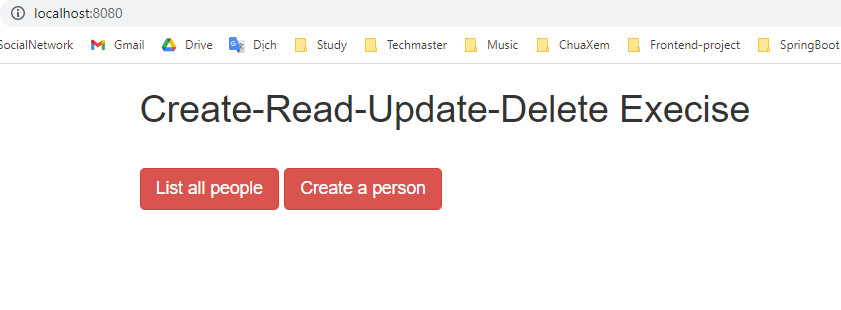 localhost:8080
SocialNetwork Gmail Drive Dịch Study Techmaster Music ChuaXem Frontend-project SpringBoot
Create-Read-Update-Delete Execise
List all people Create a person